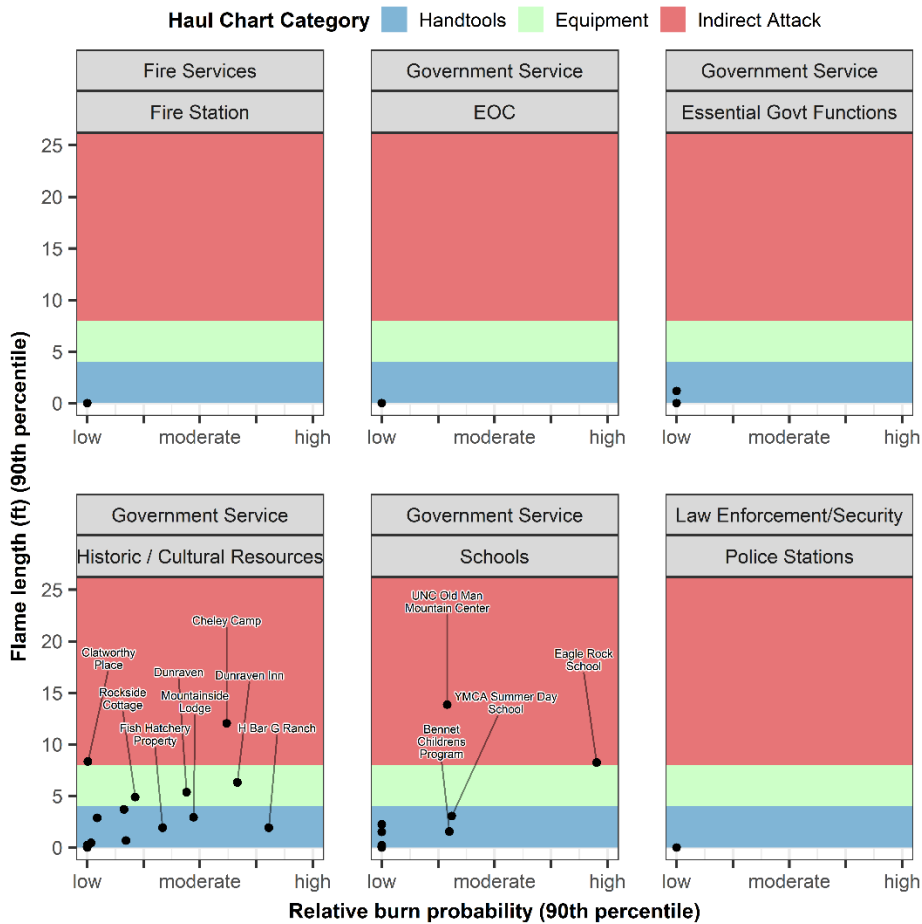 Haul Chart Category Handtools Equipment Indirect Attack
Fire Services
Fire Station
Government Service
EOC
Government Service
Essential Govt Functions
Flame length (ft) (90th percentile)
25
20
15
10
5
0
low moderate high
low moderate high
low moderate high
Government Service
Historic / Cultural Resources
Government Service
Schools
Law Enforcement/Security
Police Stations
25
20
15
10
5
0
Cheley Camp
Clatworthy
Place
Rockside
Cottage
Dunraven
Dunraven Inn
Mountainside
Lodge
Fish Hatchery
Property
H Bar G Ranch
UNC Old Man
Mountain Center
Eagle Rock
School
YMCA Summer Day
School
Bennet
Childrens
Program
low moderate high
low moderate high
low moderate high
Relative burn probability (90th percentile)